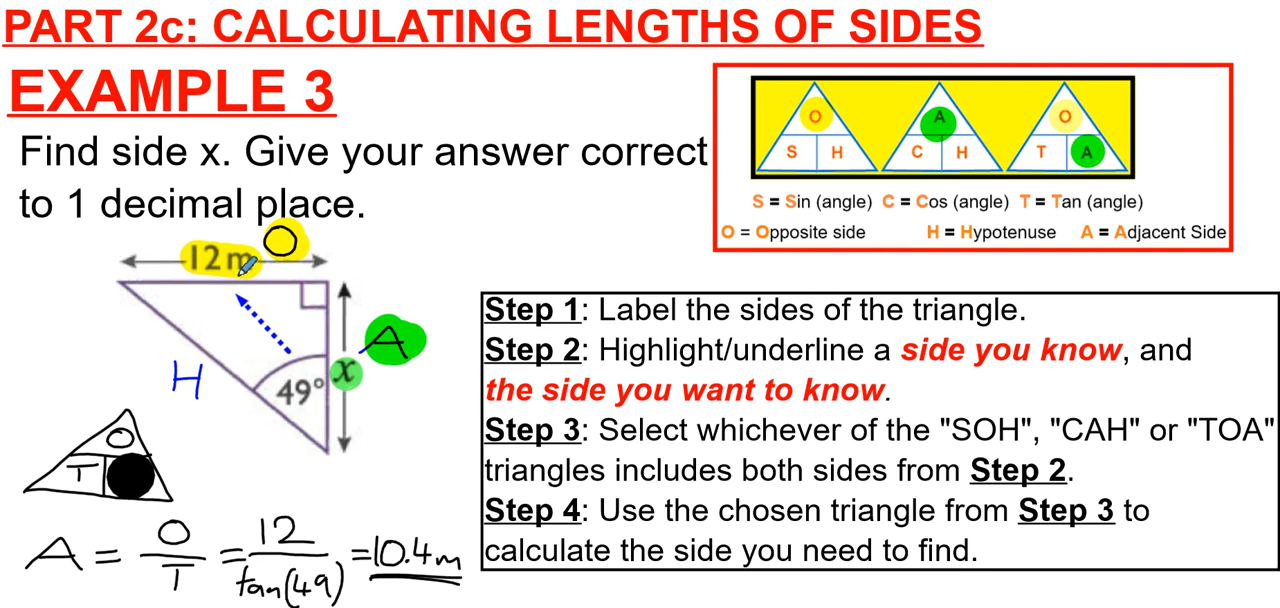 PART 2c: CALCULATING LENGTHS OF SIDES
EXAMPLE 3
Find side x. Give your answer correct
to 1 decimal place.
O
S H
A
C H
O
T A
S = Sin (angle) C = Cos (angle) T = Tan (angle)
O = Opposite side H = Hypotenuse A = Adjacent Side
O
12m
H
49°
x
A
O
T
A = O/T = 12/tan(49) = 10.4m
Step 1: Label the sides of the triangle.
Step 2: Highlight/underline a side you know, and
the side you want to know.
Step 3: Select whichever of the "SOH", "CAH" or "TOA"
triangles includes both sides from Step 2.
Step 4: Use the chosen triangle from Step 3 to
calculate the side you need to find.